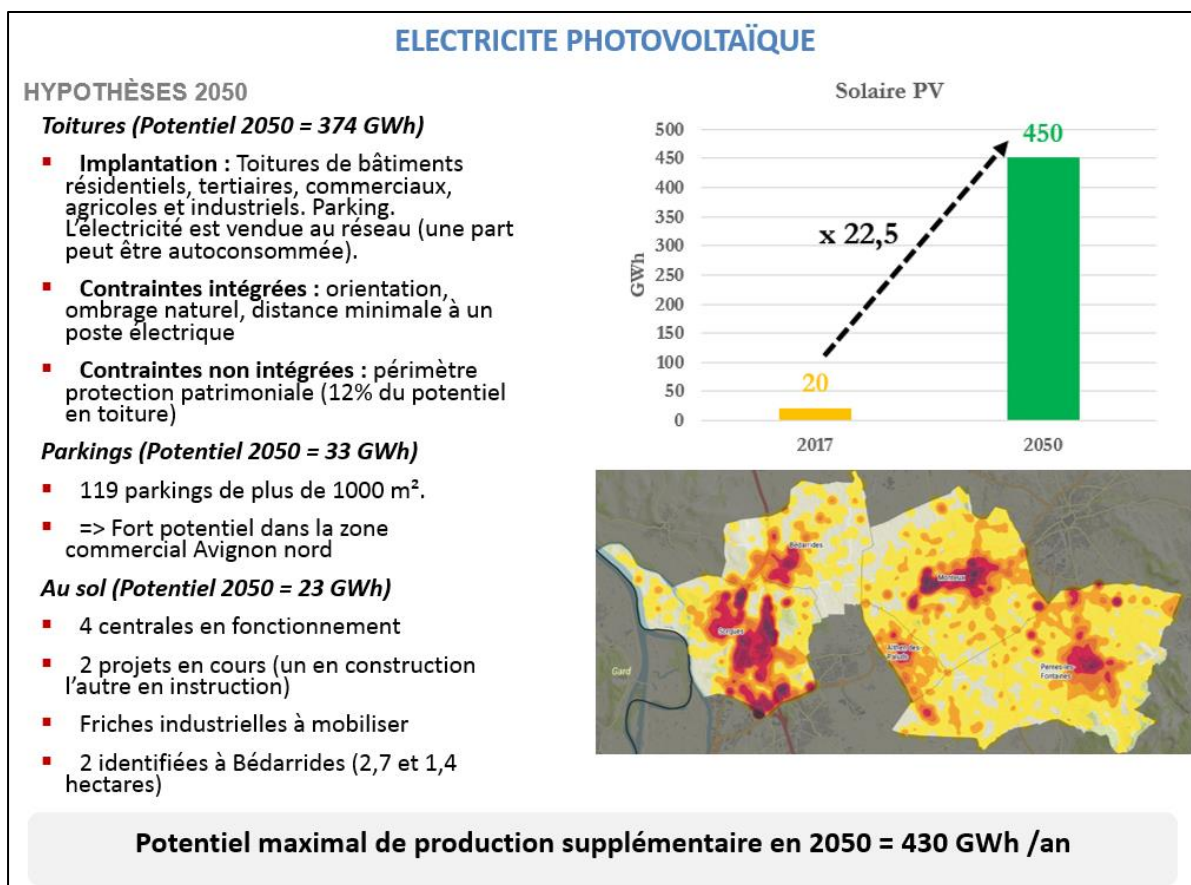 ELECTRICITE PHOTOVOLTAÏQUE
HYPOTHÈSES 2050
Toitures (Potentiel 2050 = 374 GWh)
▪ Implantation : Toitures de bâtiments
résidentiels, tertiaires, commerciaux,
agricoles et industriels. Parking.
L'électricité est vendue au réseau (une part
peut être autoconsommée).
▪ Contraintes intégrées : orientation,
ombrage naturel, distance minimale à un
poste électrique
▪ Contraintes non intégrées : périmètre
protection patrimoniale (12% du potentiel
en toiture)
Parkings (Potentiel 2050 = 33 GWh)
▪ 119 parkings de plus de 1000 m².
▪ => Fort potentiel dans la zone
commercial Avignon nord
Au sol (Potentiel 2050 = 23 GWh)
▪ 4 centrales en fonctionnement
▪ 2 projets en cours (un en construction
l'autre en instruction)
▪ Friches industrielles à mobiliser
▪ 2 identifiées à Bédarrides (2,7 et 1,4
hectares)
Solaire PV
GWh
500
450
400
350
300
250
200
150
100
50
0
450
x 22,5
20
2017
2050
Bédarrides
Monteux
Sorgues
Althen-des-
Paluds
Pernes-les-
Fontaines
Gard
Potentiel maximal de production supplémentaire en 2050 = 430 GWh /an